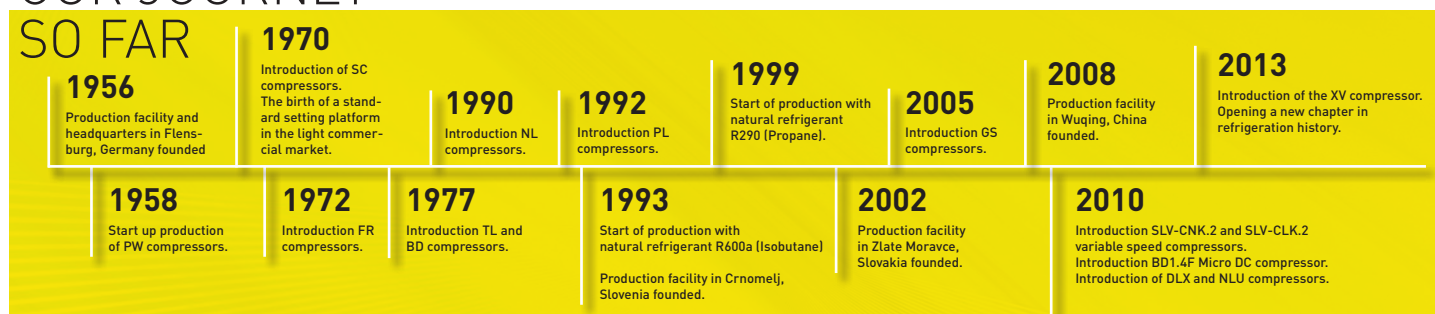 OUR JOURNEY
SO FAR
1956
Production facility and
headquarters in Flens-
burg, Germany founded
1958
Start up production
of PW compressors.
1970
Introduction of SC
compressors.
The birth of a stand-
ard setting platform
in the light commer-
cial market.
1972
Introduction FR
compressors.
1977
Introduction TL and
BD compressors.
1990
Introduction NL
compressors.
1992
Introduction PL
compressors.
1993
Start of production with
natural refrigerant R600a (Isobutane)
Production facility in Crnomelj,
Slovenia founded.
1999
Start of production with
natural refrigerant
R290 (Propane).
2002
Production facility
in Zlate Moravce,
Slovakia founded.
2005
Introduction GS
compressors.
2008
Production facility
in Wuqing, China
founded.
2010
Introduction SLV-CNK.2 and SLV-CLK.2
variable speed compressors.
Introduction BD1.4F Micro DC compressor.
Introduction of DLX and NLU compressors.
2013
Introduction of the XV compressor.
Opening a new chapter in
refrigeration history.